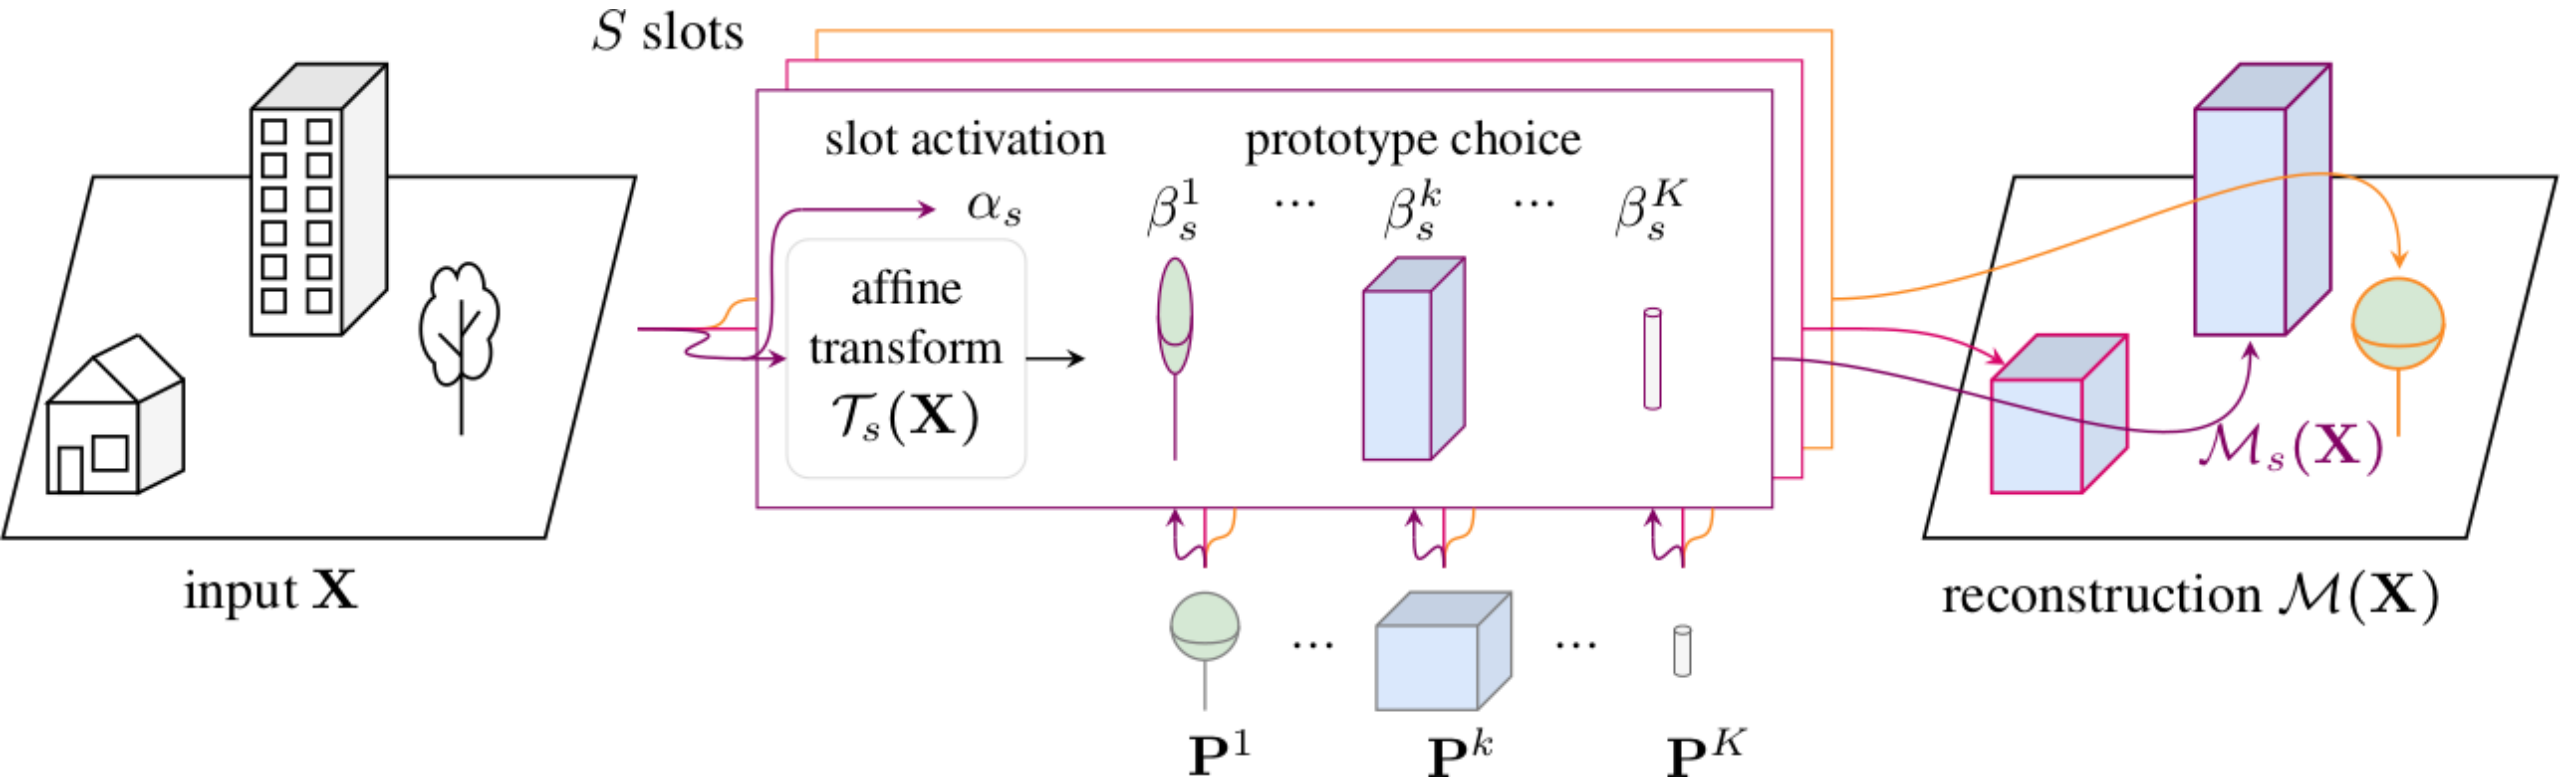 S slots
slot activation
prototype choice
α_s
β_s^1 ... β_s^k ... β_s^K
affine
transform
𝒯_s(𝐗)
ℳ_s(𝐗)
input 𝐗
reconstruction ℳ(𝐗)
... ...
𝐏^1 𝐏^k 𝐏^K